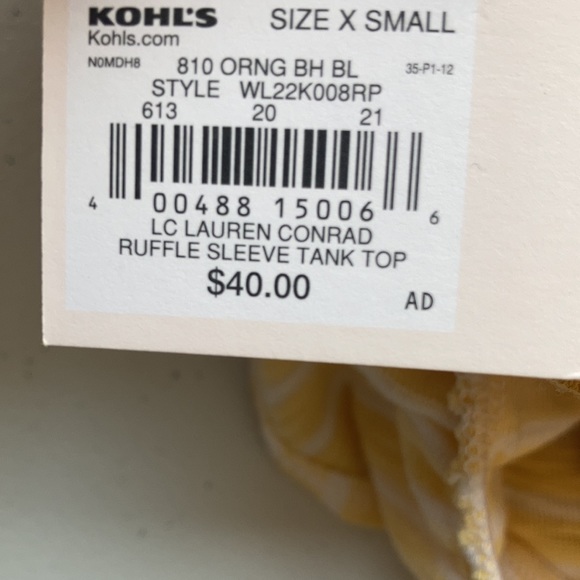 KOHL'S SIZE X SMALL
Kohls.com
N0MDH8 810 ORNG BH BL 35-P1-12
STYLE WL22K008RP
613 20 21
4 00488 15006 6
LC LAUREN CONRAD
RUFFLE SLEEVE TANK TOP
$40.00
AD